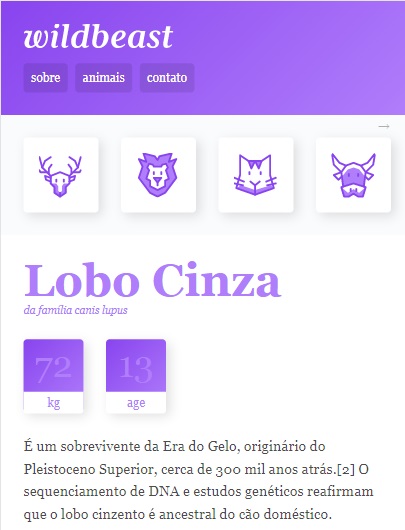 wildbeast
sobre animais contato
→
Lobo Cinza
da família canis lupus
72 13
kg age
É um sobrevivente da Era do Gelo, originário do
Pleistoceno Superior, cerca de 300 mil anos atrás.[2] O
sequenciamento de DNA e estudos genéticos reafirmam
que o lobo cinzento é ancestral do cão doméstico.